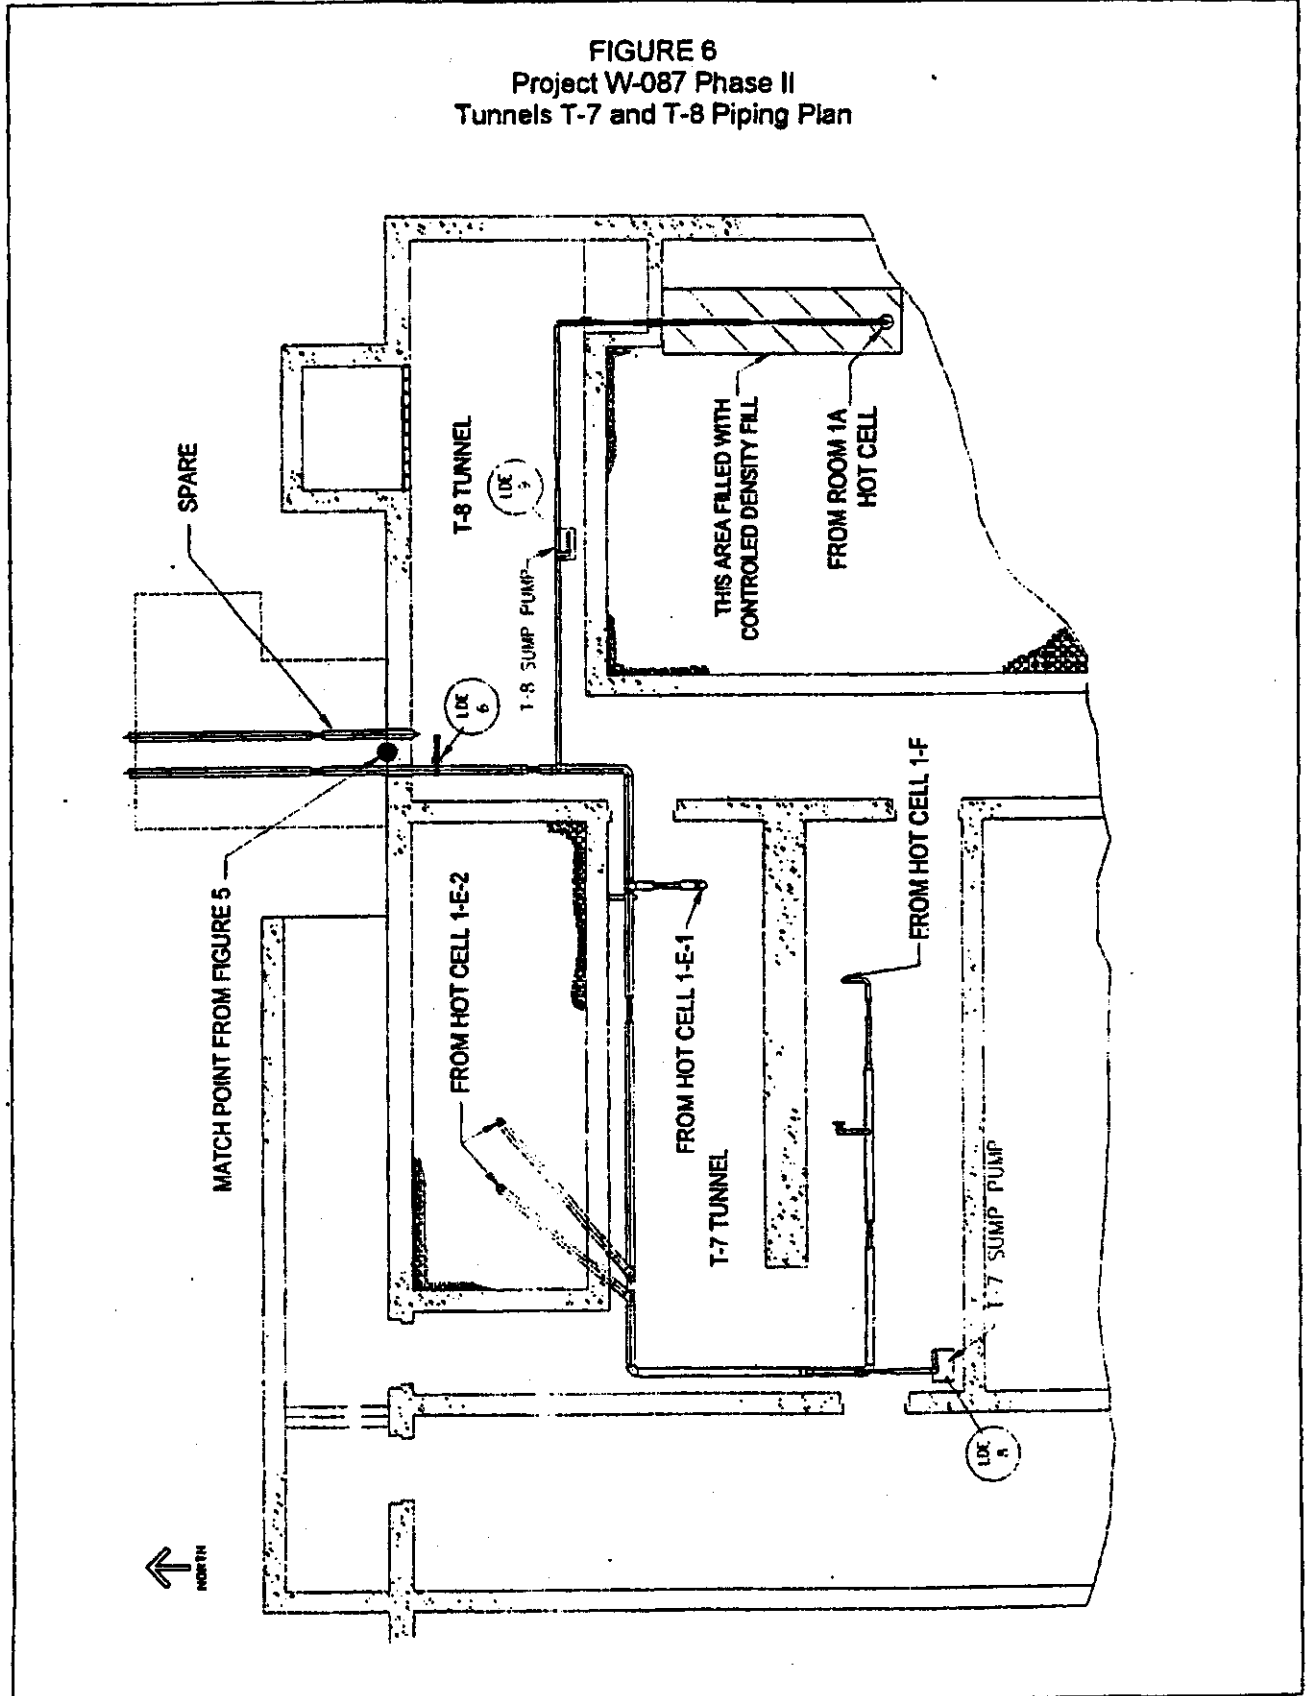 FIGURE 6
Project W-087 Phase II
Tunnels T-7 and T-8 Piping Plan
SPARE
MATCH POINT FROM FIGURE 5
T-8 TUNNEL
LDE
9
T-8 SUMP PUMP
LDE
6
THIS AREA FILLED WITH
CONTROLED DENSITY FILL
FROM ROOM 1A
HOT CELL
FROM HOT CELL 1-E-2
FROM HOT CELL 1-E-1
FROM HOT CELL 1-F
T-7 TUNNEL
T-7 SUMP PUMP
LDE
NORTH